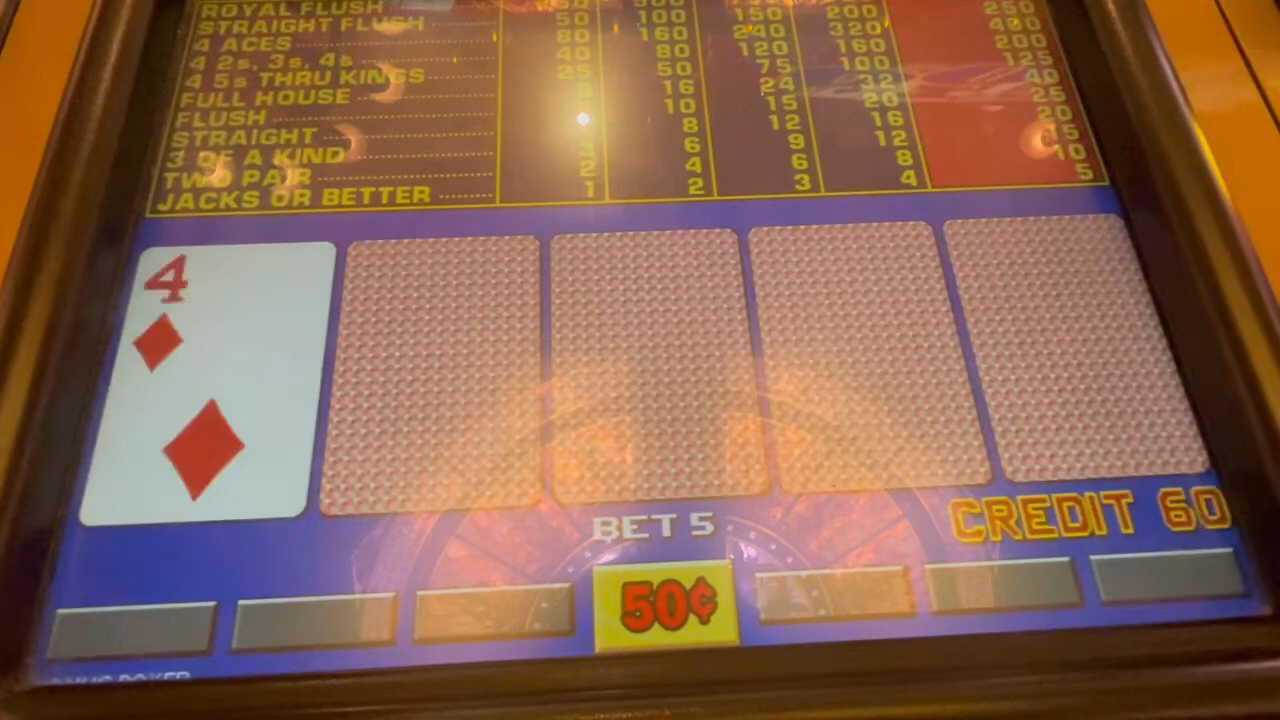 ROYAL FLUSH 200
STRAIGHT FLUSH 50 100 150 200 250
4 ACES 80 160 240 320 400
4 2s, 3s, 4s 40 80 120 160 200
4 5s THRU KINGS 25 50 75 100 125
FULL HOUSE 16 24 32 40
FLUSH 10 15 20 25
STRAIGHT 8 12 16 20
3 OF A KIND 3 6 9 12 15
TWO PAIR 2 4 6 8 10
JACKS OR BETTER 1 2 3 4 5
4
BET 5
CREDIT 60
50¢
POKER